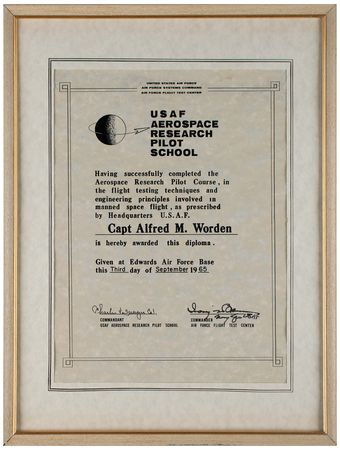 UNITED STATES AIR FORCE
AIR FORCE SYSTEMS COMMAND
AIR FORCE FLIGHT TEST CENTER
USAF
AEROSPACE
RESEARCH
PILOT
SCHOOL
Having successfully completed the
Aerospace Research Pilot Course, in
the flight testing techniques and
engineering principles involved in
manned space flight, as prescribed
by Headquarters U.S.A.F.
Capt Alfred M. Worden
is hereby awarded this diploma.
Given at Edwards Air Force Base
this Third day of September 1965
COMMANDANT
USAF AEROSPACE RESEARCH PILOT SCHOOL
COMMANDER
AIR FORCE FLIGHT TEST CENTER